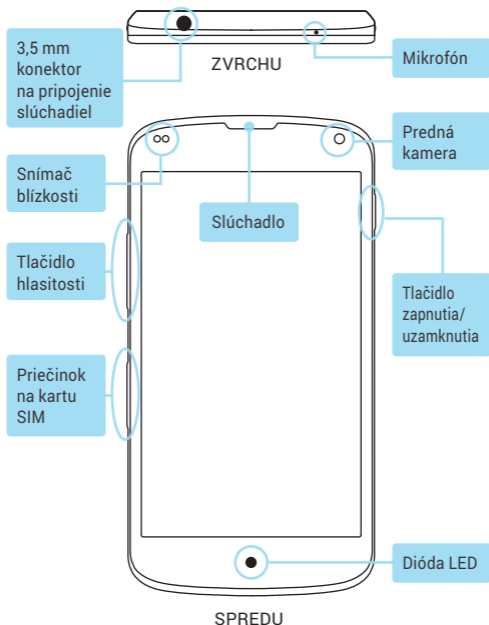 3,5 mm
konektor
na pripojenie
slúchadiel
ZVRCHU
Mikrofón
Snímač
blízkosti
Slúchadlo
Predná
kamera
Tlačidlo
hlasitosti
Tlačidlo
zapnutia/
uzamknutia
Priečinok
na kartu
SIM
Dióda LED
SPREDU